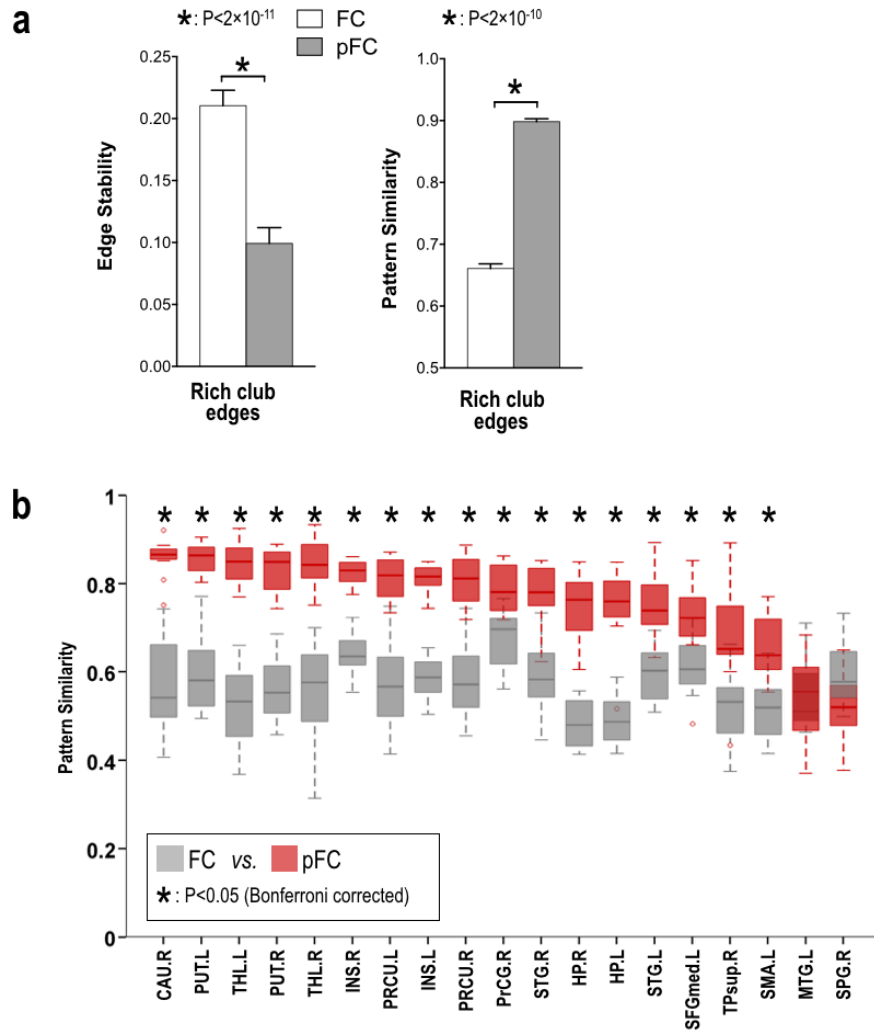 a
*: P<2×10-11
FC
pFC
*: P<2×10-10
0.25
0.20
0.15
0.10
0.05
0.00
Edge Stability
*
Rich club
edges
1.0
0.9
0.8
0.7
0.6
0.5
Pattern Similarity
*
Rich club
edges
b
1
0.8
0.6
0.4
0.2
0
Pattern Similarity
* * * * * * * * * * * * * * * * *
FC vs. pFC
*: P<0.05 (Bonferroni corrected)
CAU.R
PUT.L
THL.L
PUT.R
THL.R
INS.R
PRCU.L
INS.L
PRCU.R
PrCG.R
STG.R
HP.R
HP.L
STG.L
SFGmed.L
TPsup.R
SMA.L
MTG.L
SPG.R